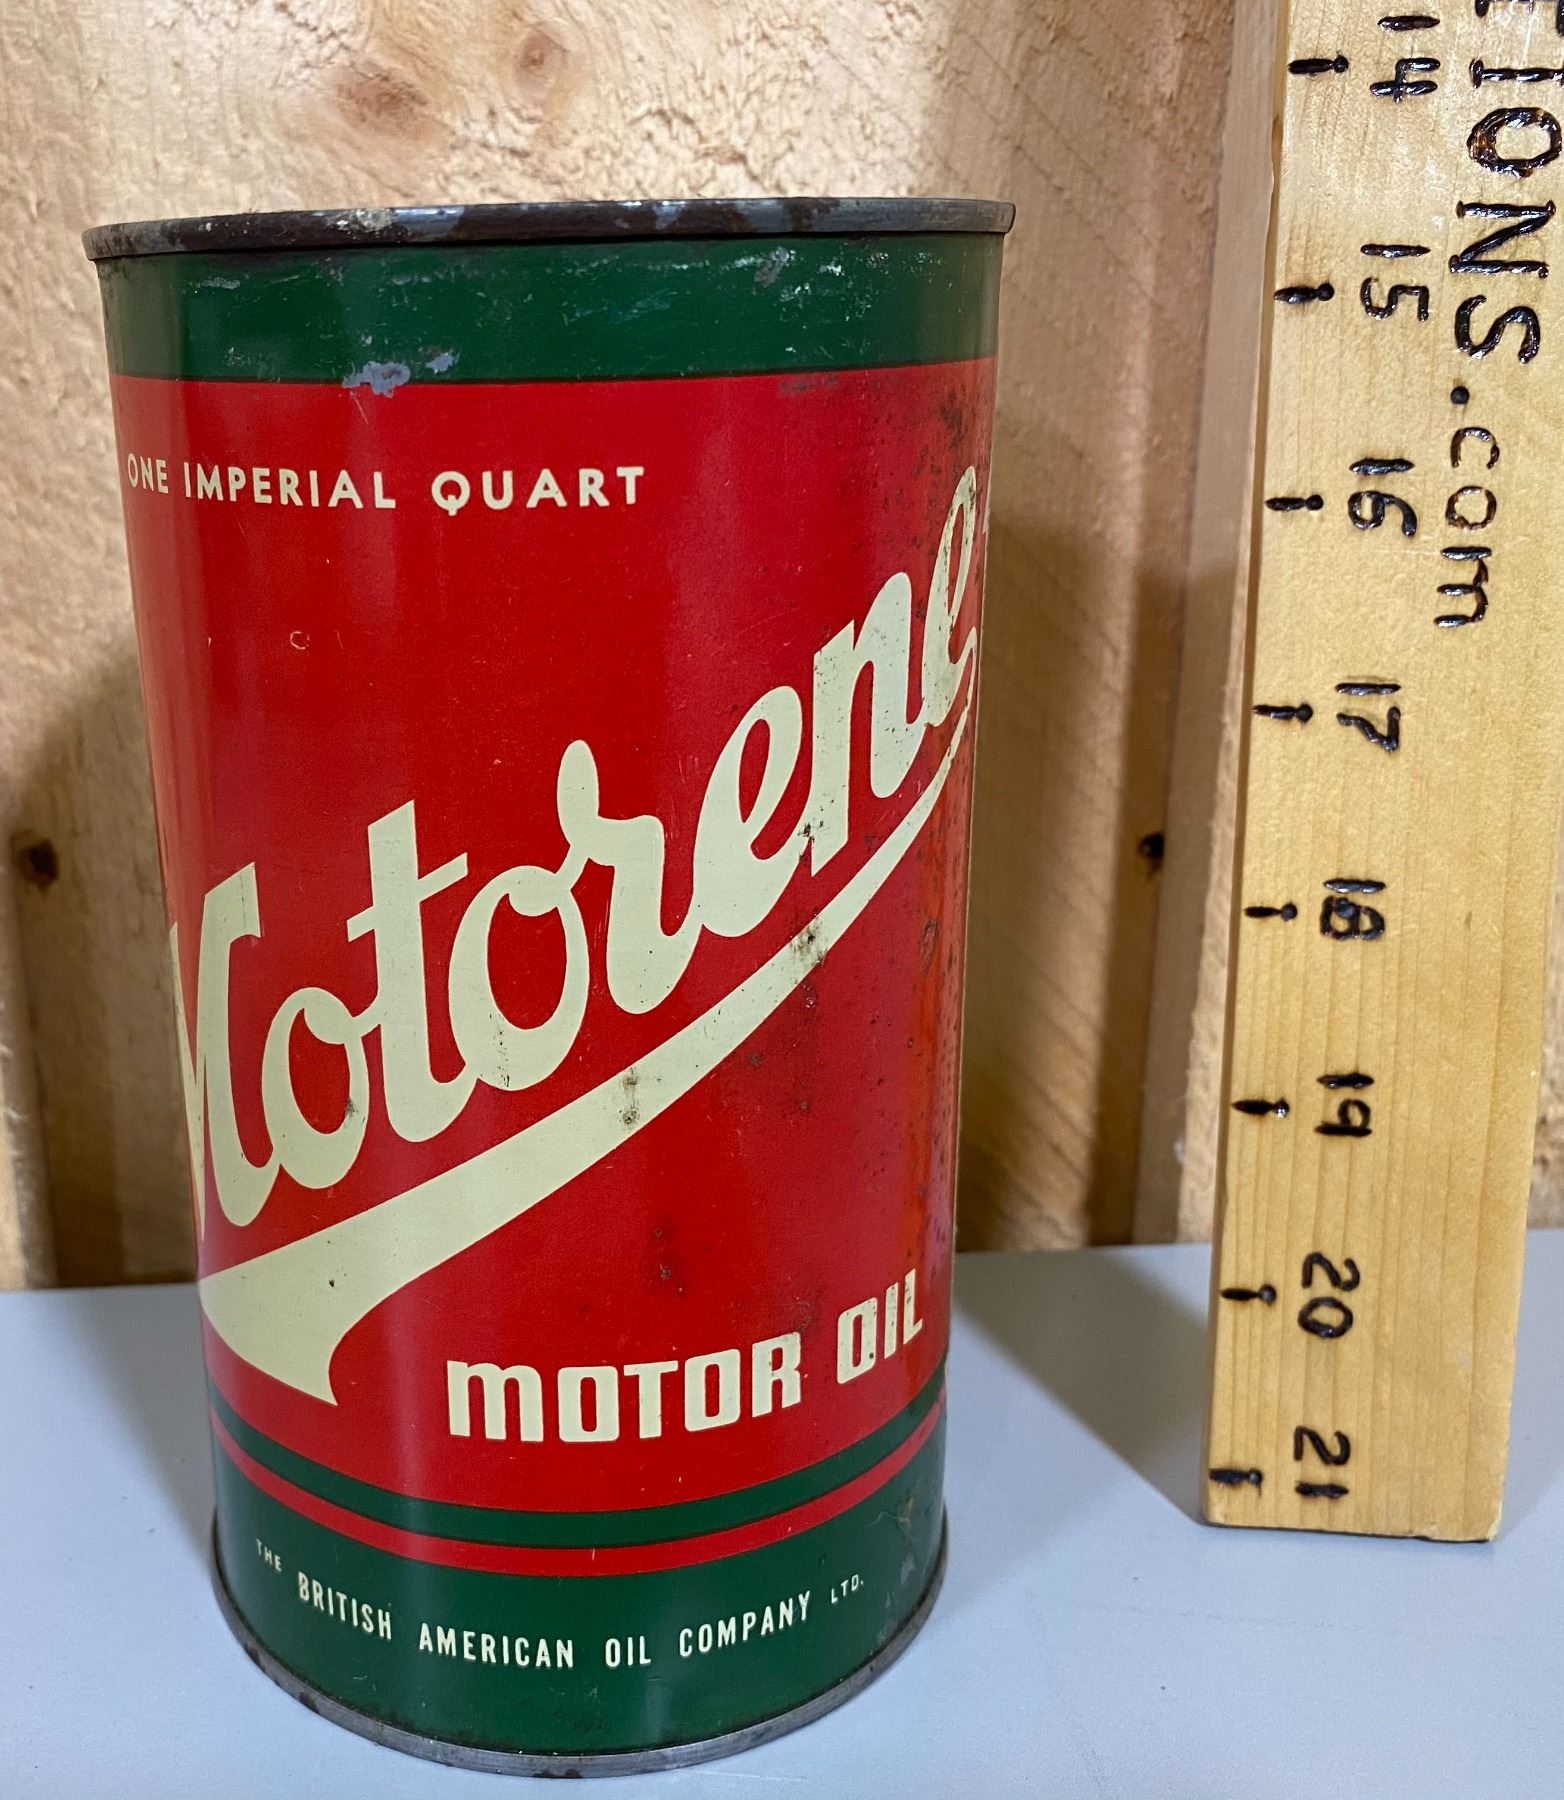 ONE IMPERIAL QUART
Motorene
MOTOR OIL
THE BRITISH AMERICAN OIL COMPANY LTD.
TIONS.com
14
15
16
17
18
19
20
21